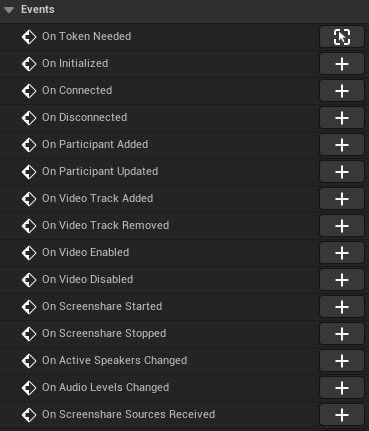 Events
On Token Needed
On Initialized
On Connected
On Disconnected
On Participant Added
On Participant Updated
On Video Track Added
On Video Track Removed
On Video Enabled
On Video Disabled
On Screenshare Started
On Screenshare Stopped
On Active Speakers Changed
On Audio Levels Changed
On Screenshare Sources Received